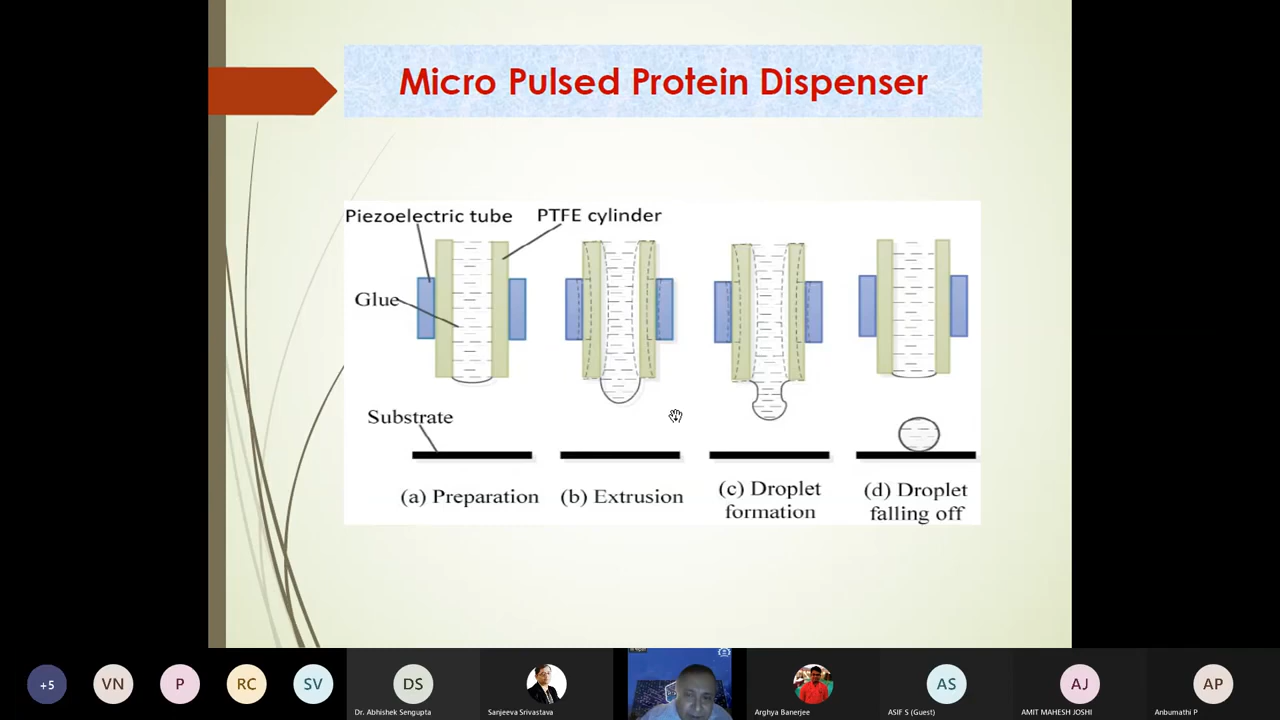 Micro Pulsed Protein Dispenser
Piezoelectric tube
PTFE cylinder
Glue
Substrate
(a) Preparation
(b) Extrusion
(c) Droplet
formation
(d) Droplet
falling off
+5
VN
P
RC
SV
DS
AS
AJ
AP
Dr. Abhishek Sengupta
Sanjeeva Srivastava
Arghya Banerjee
ASIF S (Guest)
AMIT MAHESH JOSHI
Anbumathi P